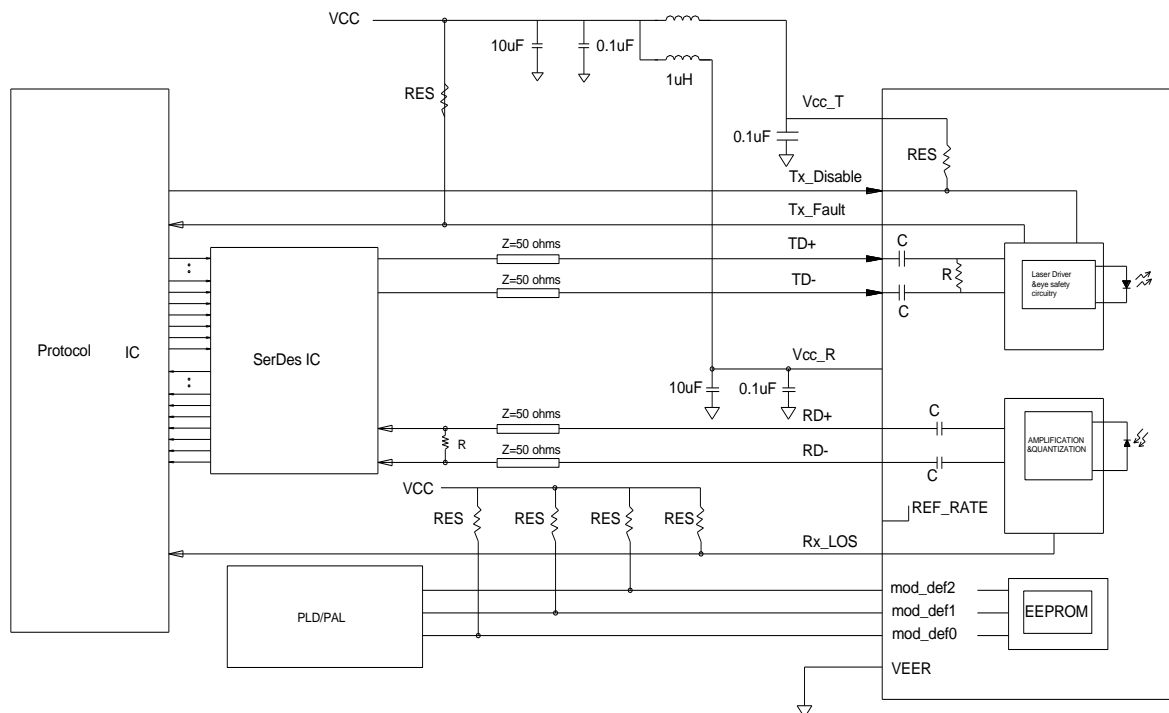 VCC
10uF
0.1uF
1uH
RES
Vcc_T
0.1uF
RES
Tx_Disable
Tx_Fault
Z=50 ohms
TD+
C
:
R
Z=50 ohms
TD-
C
Laser Driver
&eye safety
circuitry
Protocol IC
SerDes IC
Vcc_R
:
10uF
0.1uF
Z=50 ohms
RD+
C
R
AMPLIFICATION
&QUANTIZATION
Z=50 ohms
RD-
C
VCC
RES
RES
RES
RES
REF_RATE
Rx_LOS
PLD/PAL
mod_def2
mod_def1
mod_def0
EEPROM
VEER